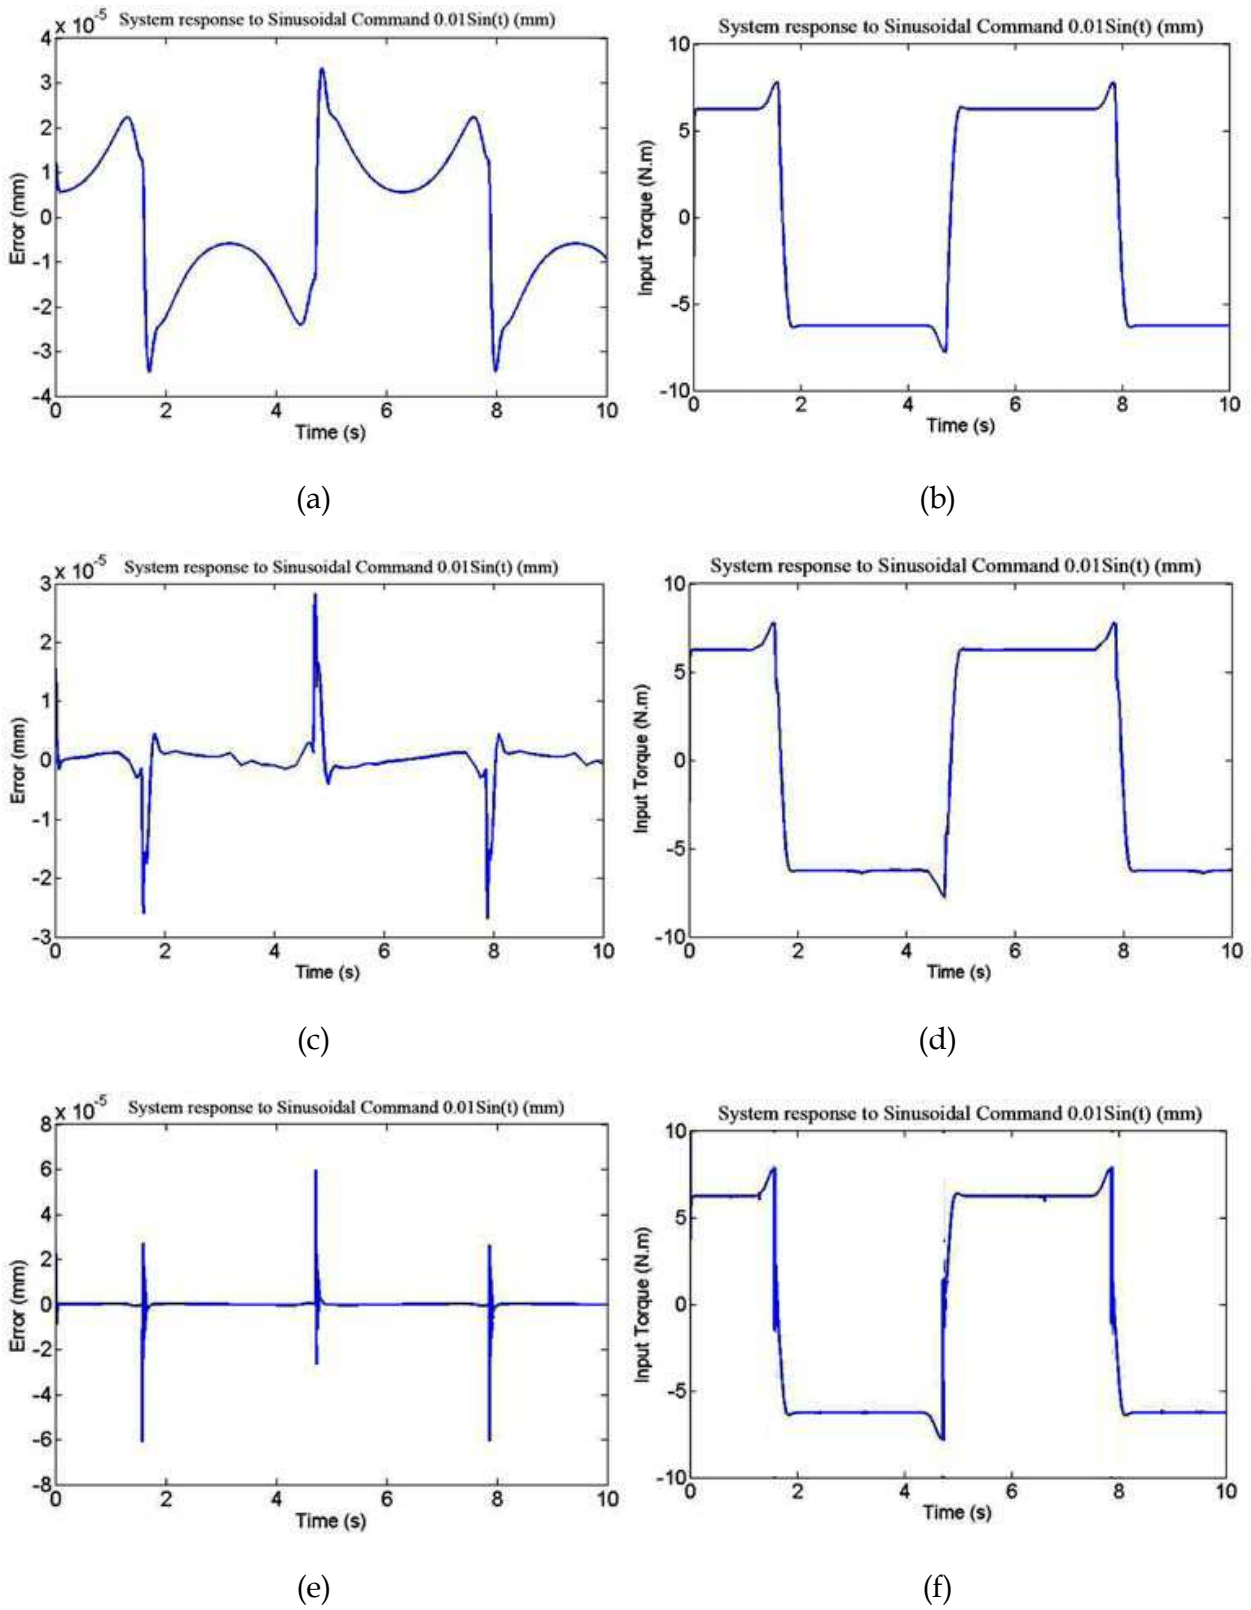 System response to Sinusoidal Command 0.01Sin(t) (mm)
x 10^-5
4
3
2
1
0
-1
-2
-3
-4
Error (mm)
0 2 4 6 8 10
Time (s)
(a)
System response to Sinusoidal Command 0.01Sin(t) (mm)
10
5
0
-5
-10
Input Torque (N.m)
0 2 4 6 8 10
Time (s)
(b)
System response to Sinusoidal Command 0.01Sin(t) (mm)
x 10^-5
3
2
1
0
-1
-2
-3
Error (mm)
0 2 4 6 8 10
Time (s)
(c)
System response to Sinusoidal Command 0.01Sin(t) (mm)
10
5
0
-5
-10
Input Torque (N.m)
0 2 4 6 8 10
Time (s)
(d)
System response to Sinusoidal Command 0.01Sin(t) (mm)
x 10^-5
8
6
4
2
0
-2
-4
-6
-8
Error (mm)
0 2 4 6 8 10
Time (s)
(e)
System response to Sinusoidal Command 0.01Sin(t) (mm)
10
5
0
-5
-10
Input Torque (N.m)
0 2 4 6 8 10
Time (s)
(f)